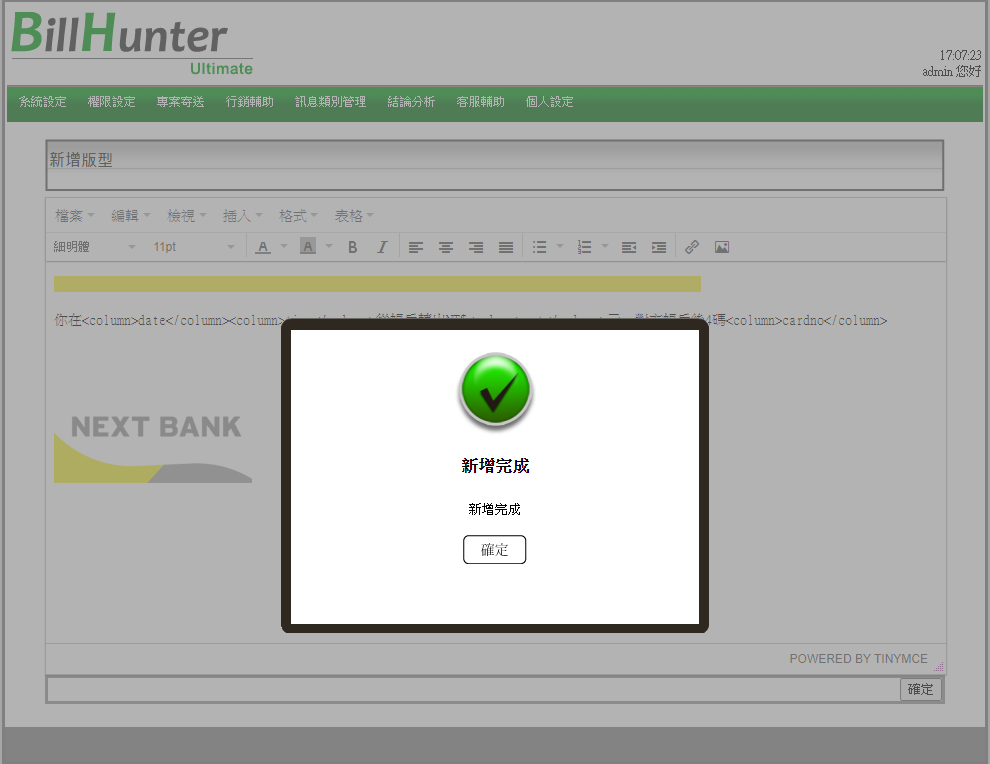 BillHunter
Ultimate
17:07:23
admin 您好
系統設定 權限設定 專案寄送 行銷輔助 訊息類別管理 結論分析 客服輔助 個人設定
新增版型
檔案 編輯 檢視 插入 格式 表格
細明體 11pt A A B I
你在<column>date</column><column>
4碼<column>cardno</column>
NEXT BANK
新增完成
新增完成
確定
POWERED BY TINYMCE
確定